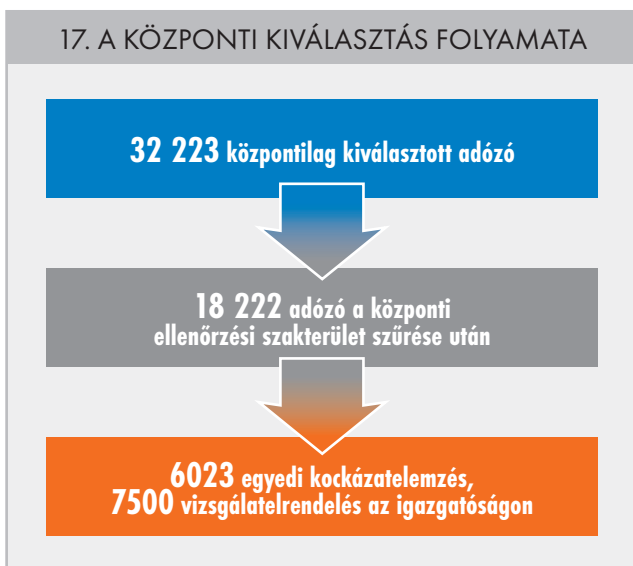 17. A KÖZPONTI KIVÁLASZTÁS FOLYAMATA
32 223 központilag kiválasztott adózó
18 222 adózó a központi
ellenőrzési szakterület szűrése után
6023 egyedi kockázatelemzés,
7500 vizsgálatelrendelés az igazgatóságon